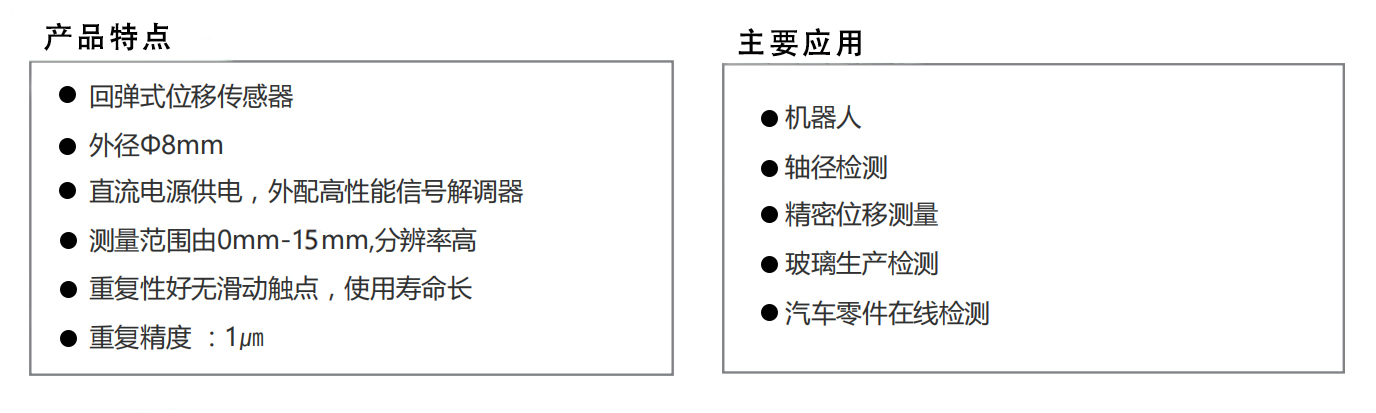 产品特点
回弹式位移传感器
外径Φ8mm
直流电源供电，外配高性能信号解调器
测量范围由0mm-15mm,分辨率高
重复性好无滑动触点，使用寿命长
重复精度 ：1㎛
主要应用
机器人
轴径检测
精密位移测量
玻璃生产检测
汽车零件在线检测